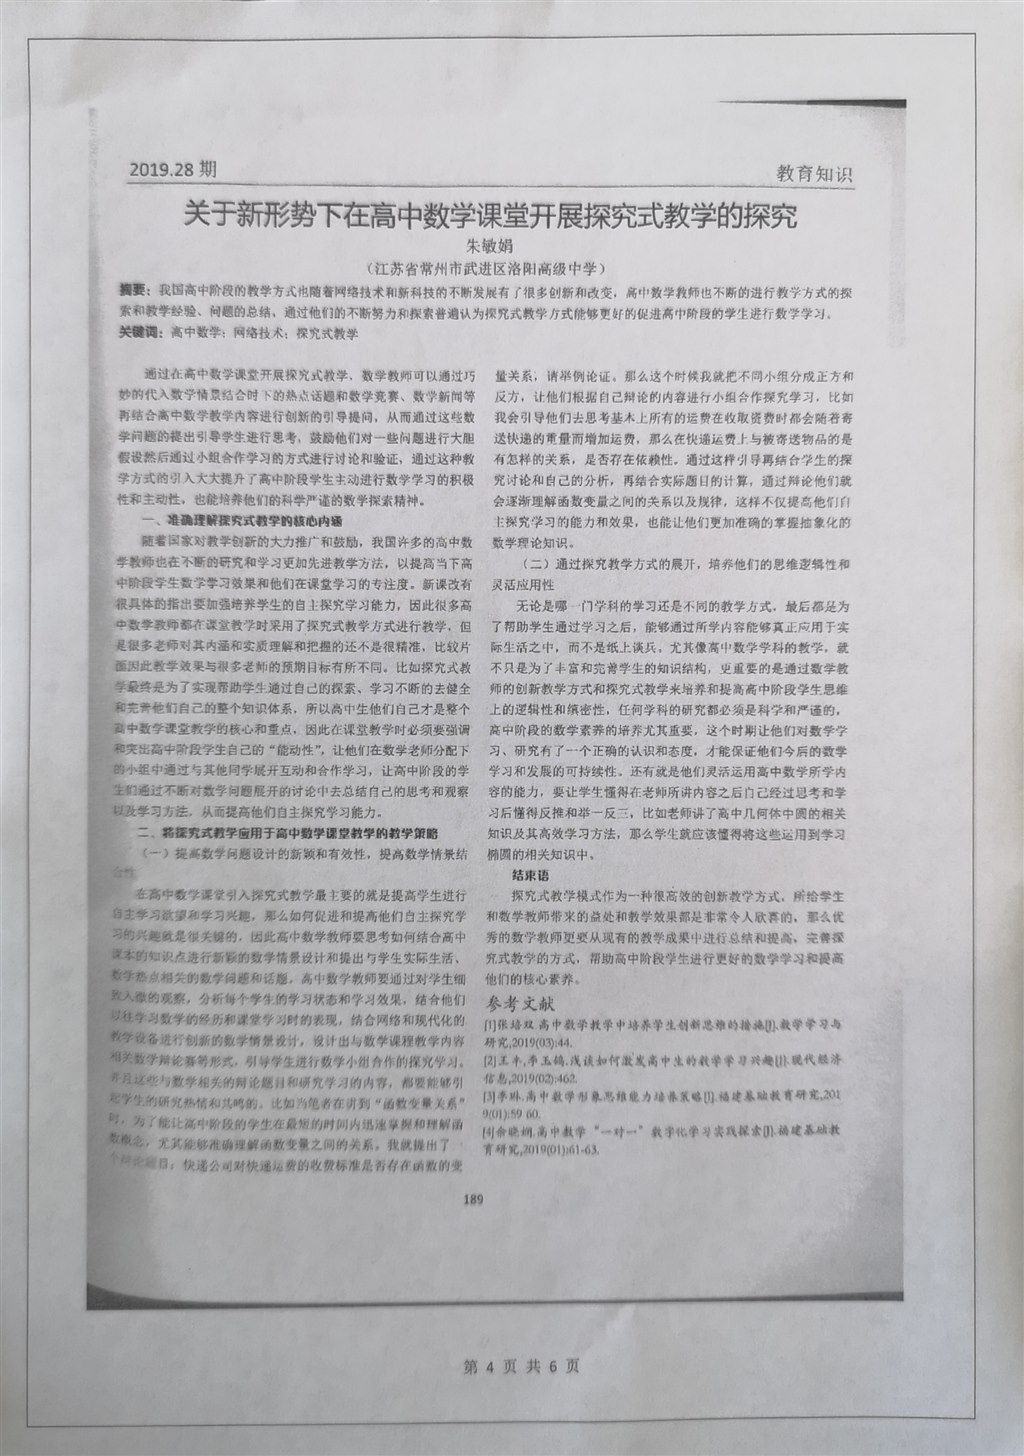 2019.28 期
教育知识
关于新形势下在高中数学课堂开展探究式教学的探究
朱敏娟
（江苏省常州市武进区洛阳高级中学）
摘要：我国高中阶段的教学方式也随着网络技术和新科技的不断发展有了很多创新和改变，高中数学教师也不断的进行教学方式的探
索和教学经验、问题的总结，通过他们的不断努力和探索普遍认为探究式教学方式能够更好的促进高中阶段的学生进行数学学习。
关键词：高中数学；网络技术；探究式教学
通过在高中数学课堂开展探究式教学、数学教师可以通过巧
妙的代入数学情景结合时下的热点话题和数学竞赛、数学新闻等
再结合高中数学教学内容进行创新的引导提问，从而通过这些数
学问题的提出引导学生进行思考，鼓励他们对一些问题进行大胆
假设然后通过小组合作学习的方式进行讨论和验证，通过这种教
学方式的引入大大提升了高中阶段学生主动进行数学学习的积极
性和主动性，也能培养他们的科学严谨的数学探索精神。
一、准确理解探究式教学的核心内涵
随着国家对教学创新的大力推广和鼓励，我国许多的高中数
学教师也在不断的研究和学习更加先进教学方法，以提高当下高
中阶段学生数学学习效果和他们在课堂学习的专注度。新课改有
很具体的指出要加强培养学生的自主探究学习能力，因此很多高
中数学教师都在课堂教学时采用了探究式教学方式进行教学，但
是很多老师对其内涵和实质理解和把握的还不是很精准，比较片
面因此教学效果与很多老师的预期目标有所不同。比如探究式教
学最终是为了实现帮助学生通过自己的探索、学习不断的去健全
和完善他们自己的整个知识体系，所以高中生他们自己才是整个
高中数学课堂教学的核心和重点，因此在课堂教学时必须要强调
和突出高中阶段学生自己的“能动性”，让他们在数学老师分配下
的小组中通过与其他同学展开互动和合作学习，让高中阶段的学
生们通过不断对数学问题展开的讨论中去总结自己的思考和观察
以及学习方法，从而提高他们自主探究学习能力。
二、将探究式教学应用于高中数学课堂教学的教学策略
（一）提高数学问题设计的新颖和有效性，提高数学情景结
合性
在高中数学课堂引入探究式教学最主要的就是提高学生进行
自主学习欲望和学习兴趣，那么如何促进和提高他们自主探究学
习的兴趣就是很关键的，因此高中数学教师要思考如何结合高中
课本的知识点进行新颖的数学情景设计和提出与学生实际生活、
数学热点相关的数学问题和话题。高中数学教师要通过对学生细
致入微的观察，分析每个学生的学习状态和学习效果，结合他们
以往学习数学的经历和课堂学习时的表现，结合网络和现代化的
教学设备进行创新的数学情景设计，设计出与数学课程教学内容
相关数学辩论赛等形式，引导学生进行数学小组合作的探究学习。
并且这些与数学相关的辩论题目和研究学习的内容，都要能够引
起学生的研究热情和共鸣的。比如当笔者在讲到“函数变量关系”
时，为了能让高中阶段的学生在最短的时间内迅速掌握和理解函
数概念，尤其能够准确理解函数变量之间的关系。我就提出了一
个辩论题目：快递公司对快递运费的收费标准是否存在函数的变
量关系，请举例论证。那么这个时候我就把不同小组分成正方和
反方，让他们根据自己辩论的内容进行小组合作探究学习，比如
我会引导他们去思考基本上所有的运费在收取资费时都会随着寄
送快递的重量而增加运费，那么在快递运费上与被寄送物品的是
有怎样的关系，是否存在依赖性。通过这样引导再结合学生的探
究讨论和自己的分析，再结合实际题目的计算，通过辩论他们就
会逐渐理解函数变量之间的关系以及规律，这样不仅提高他们自
主探究学习的能力和效果，也能让他们更加准确的掌握抽象化的
数学理论知识。
（二）通过探究教学方式的展开，培养他们的思维逻辑性和
灵活应用性
无论是哪一门学科的学习还是不同的教学方式，最后都是为
了帮助学生通过学习之后，能够通过所学内容能够真正应用于实
际生活之中，而不是纸上谈兵。尤其像高中数学学科的教学，就
不只是为了丰富和完善学生的知识结构，更重要的是通过数学教
师的创新教学方式和探究式教学来培养和提高高中阶段学生思维
上的逻辑性和缜密性，任何学科的研究都必须是科学和严谨的，
高中阶段的数学素养的培养尤其重要，这个时期让他们对数学学
习、研究有了一个正确的认识和态度，才能保证他们今后的数学
学习和发展的可持续性。还有就是他们灵活运用高中数学所学内
容的能力，要让学生懂得在老师所讲内容之后自己经过思考和学
习后懂得反推和举一反三，比如老师讲了高中几何体中圆的相关
知识及其高效学习方法，那么学生就应该懂得将这些运用到学习
椭圆的相关知识中。
结束语
探究式教学模式作为一种很高效的创新教学方式，所给学生
和数学教师带来的益处和教学效果都是非常令人欣喜的，那么优
秀的数学教师更要从现有的教学成果中进行总结和提高，完善探
究式教学的方式，帮助高中阶段学生进行更好的数学学习和提高
他们的核心素养。
参考文献
[1]张培双.高中数学教学中培养学生创新思维的措施[J].数学学习与
研究,2019(03):44.
[2]王丰,李玉鸽.浅谈如何激发高中生的数学学习兴趣[J].现代经济
信息,2019(02):462.
[3]李琳.高中数学形象思维能力培养策略[J].福建基础教育研究,201
9(01):59-60.
[4]余晓娴.高中数学“一对一”数字化学习实践探索[J].福建基础教
育研究,2019(01):61-63.
189
第 4 页 共 6 页